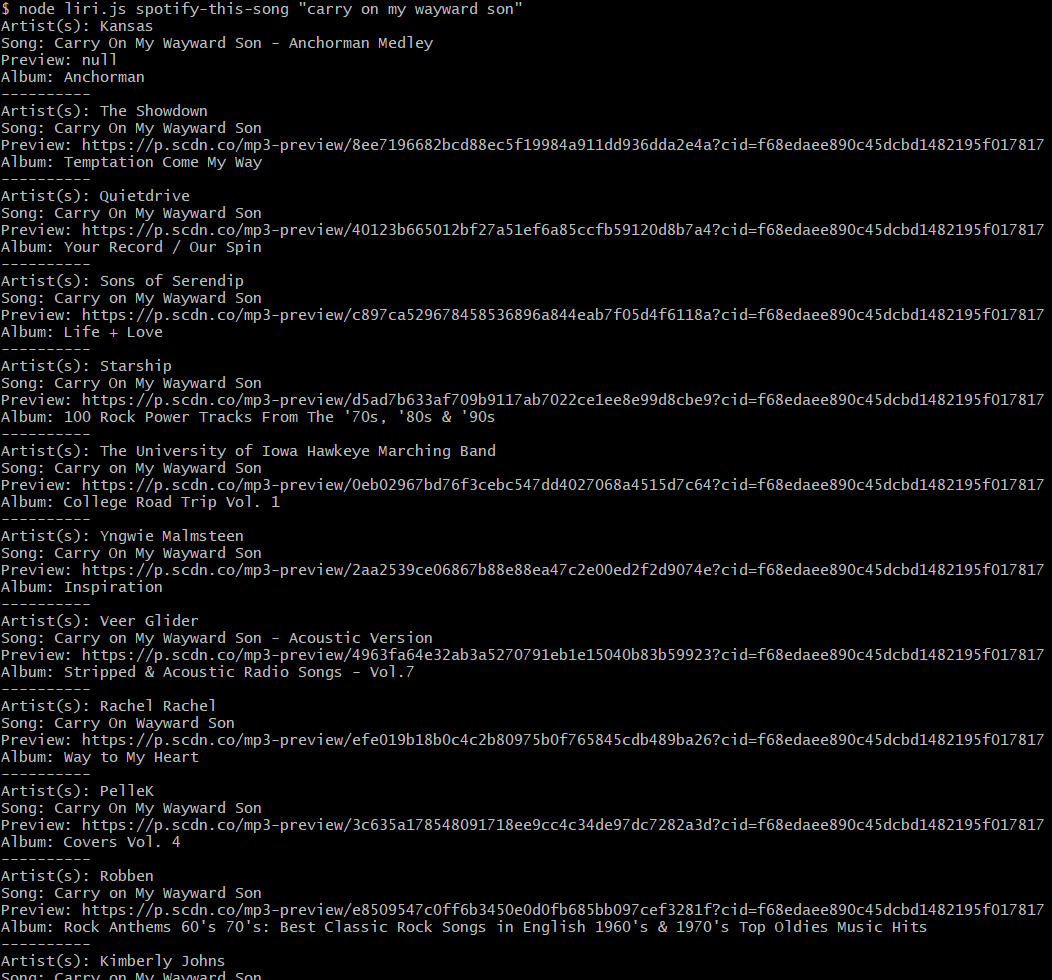 $ node liri.js spotify-this-song "carry on my wayward son"
Artist(s): Kansas
Song: Carry On My Wayward Son - Anchorman Medley
Preview: null
Album: Anchorman
----------
Artist(s): The Showdown
Song: Carry On My Wayward Son
Preview: https://p.scdn.co/mp3-preview/8ee7196682bcd88ec5f19984a911dd936dda2e4a?cid=f68edaee890c45dcbd1482195f017817
Album: Temptation Come My Way
----------
Artist(s): Quietdrive
Song: Carry On My Wayward Son
Preview: https://p.scdn.co/mp3-preview/40123b665012bf27a51ef6a85ccfb59120d8b7a4?cid=f68edaee890c45dcbd1482195f017817
Album: Your Record / Our Spin
----------
Artist(s): Sons of Serendip
Song: Carry on My Wayward Son
Preview: https://p.scdn.co/mp3-preview/c897ca529678458536896a844eab7f05d4f6118a?cid=f68edaee890c45dcbd1482195f017817
Album: Life + Love
----------
Artist(s): Starship
Song: Carry On My Wayward Son
Preview: https://p.scdn.co/mp3-preview/d5ad7b633af709b9117ab7022ce1ee8e99d8cbe9?cid=f68edaee890c45dcbd1482195f017817
Album: 100 Rock Power Tracks From The '70s, '80s & '90s
----------
Artist(s): The University of Iowa Hawkeye Marching Band
Song: Carry on My Wayward Son
Preview: https://p.scdn.co/mp3-preview/0eb02967bd76f3cebc547dd4027068a4515d7c64?cid=f68edaee890c45dcbd1482195f017817
Album: College Road Trip Vol. 1
----------
Artist(s): Yngwie Malmsteen
Song: Carry On My Wayward Son
Preview: https://p.scdn.co/mp3-preview/2aa2539ce06867b88e88ea47c2e00ed2f2d9074e?cid=f68edaee890c45dcbd1482195f017817
Album: Inspiration
----------
Artist(s): Veer Glider
Song: Carry on My Wayward Son - Acoustic Version
Preview: https://p.scdn.co/mp3-preview/4963fa64e32ab3a5270791eb1e15040b83b59923?cid=f68edaee890c45dcbd1482195f017817
Album: Stripped & Acoustic Radio Songs - Vol.7
----------
Artist(s): Rachel Rachel
Song: Carry On Wayward Son
Preview: https://p.scdn.co/mp3-preview/efe019b18b0c4c2b80975b0f765845cdb489ba26?cid=f68edaee890c45dcbd1482195f017817
Album: Way to My Heart
----------
Artist(s): PelleK
Song: Carry On My Wayward Son
Preview: https://p.scdn.co/mp3-preview/3c635a178548091718ee9cc4c34de97dc7282a3d?cid=f68edaee890c45dcbd1482195f017817
Album: Covers Vol. 4
----------
Artist(s): Robben
Song: Carry on My Wayward Son
Preview: https://p.scdn.co/mp3-preview/e8509547c0ff6b3450e0d0fb685bb097cef3281f?cid=f68edaee890c45dcbd1482195f017817
Album: Rock Anthems 60's 70's: Best Classic Rock Songs in English 1960's & 1970's Top Oldies Music Hits
----------
Artist(s): Kimberly Johns
Song: Carry on My Wayward Son